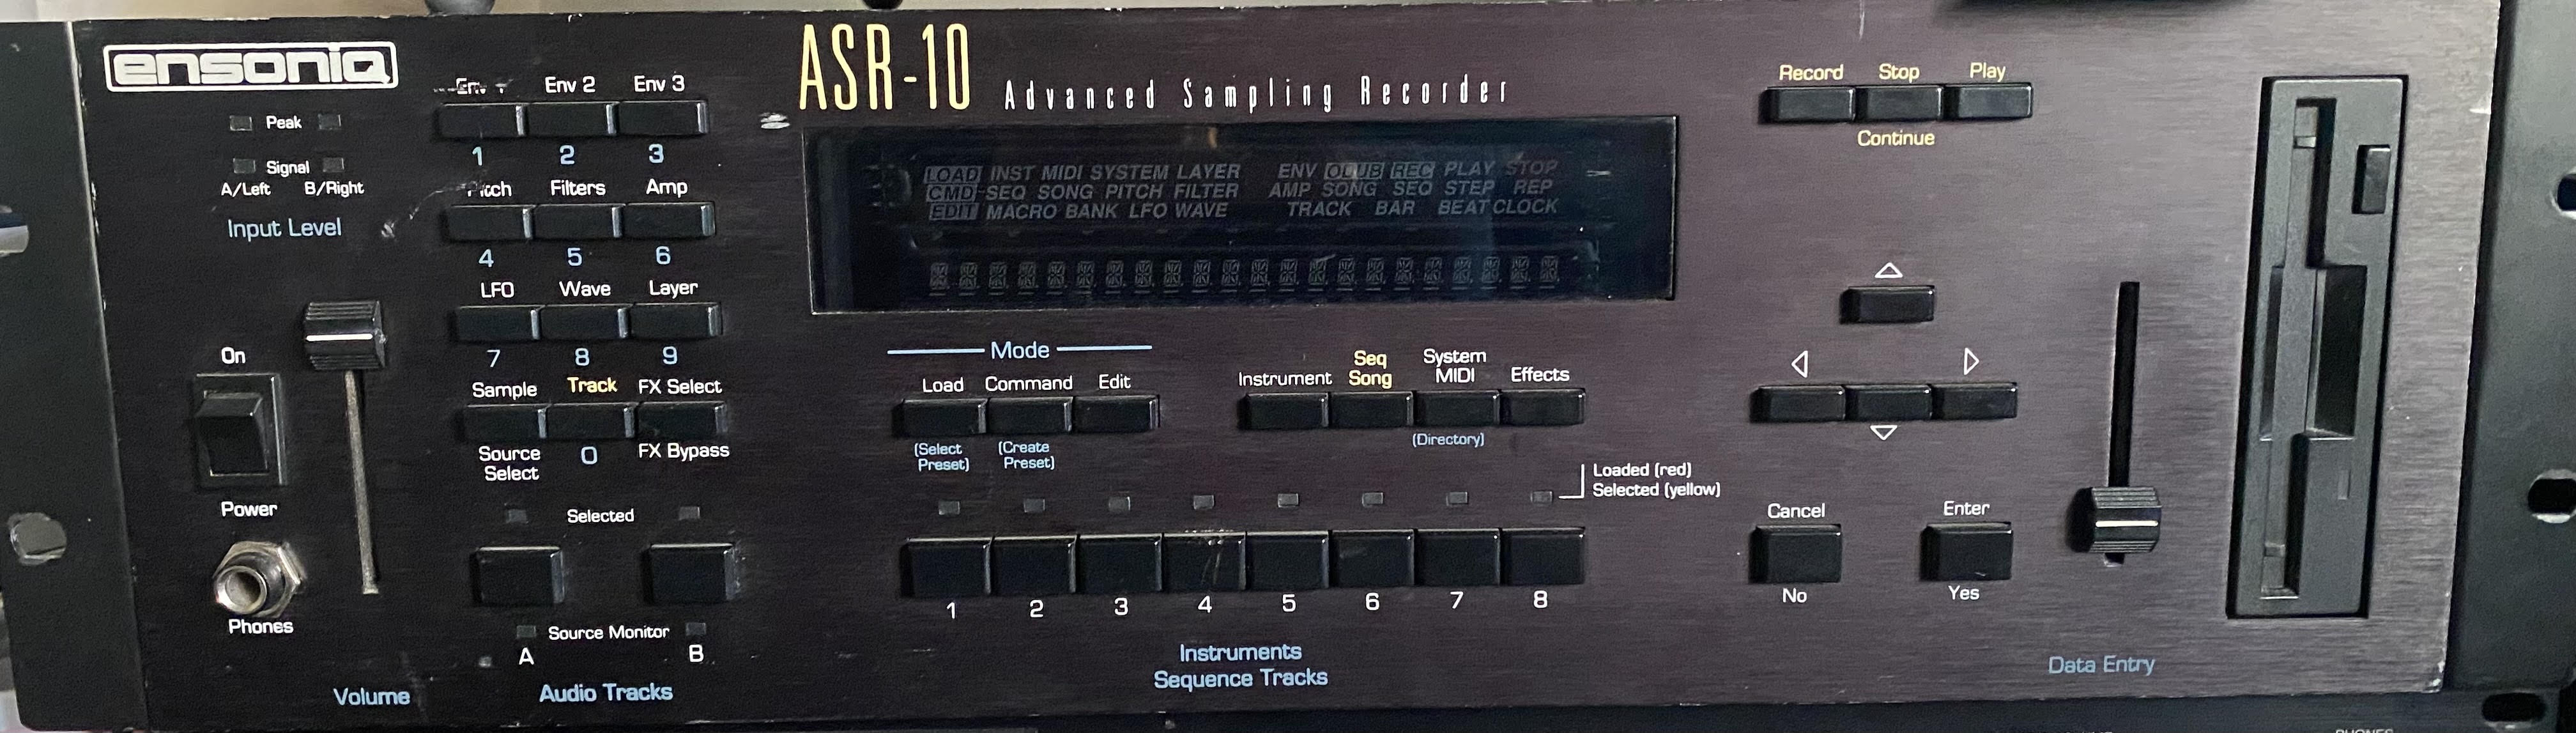 ensoniq
Peak
Signal
A/Left B/Right
Input Level
On
Power
Phones
Volume
Env 2 Env 3
1 2 3
Filters Amp
4 5 6
LFO Wave Layer
7 8 9
Sample Track FX Select
Source Select 0 FX Bypass
Selected
Source Monitor
A B
Audio Tracks
ASR-10 Advanced Sampling Recorder
LOAD INST MIDI SYSTEM LAYER ENV ODUB REC PLAY STOP
CMD SEQ SONG PITCH FILTER AMP SONG SEQ STEP REP
EDIT MACRO BANK LFO WAVE TRACK BAR BEAT CLOCK
Mode
Load Command Edit
(Select Preset) (Create Preset)
Instrument Seq Song System MIDI Effects
(Directory)
Loaded (red)
Selected (yellow)
1 2 3 4 5 6 7 8
Instruments
Sequence Tracks
Record Stop Play
Continue
Cancel Enter
No Yes
Data Entry